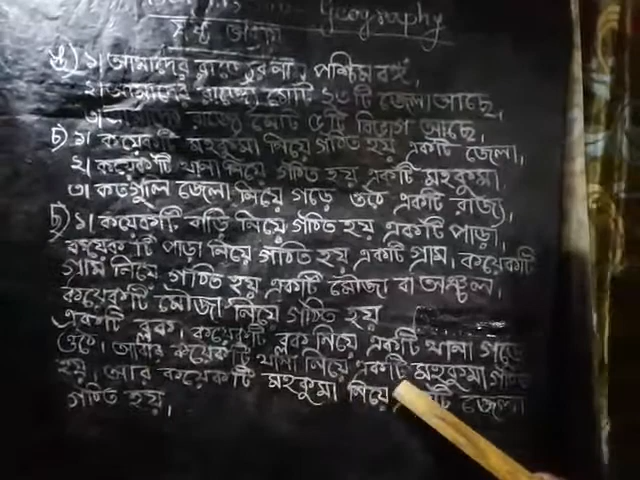 Geography
ষষ্ঠ অধ্যায়
ঙ) ১। আমাদের রাজ্যের নাম পশ্চিমবঙ্গ,
২। আমাদের রাজ্যে মোট ২৩টি জেলা আছে,
৩। আমাদের রাজ্যে মোট ৫টি বিভাগ আছে,
চ) ১। কয়েকটি মহকুমা নিয়ে গঠিত হয় একটি জেলা,
২। কয়েকটি থানা নিয়ে গঠিত হয় একটি মহকুমা,
৩। কতগুলি জেলা নিয়ে গড়ে ওঠে একটি রাজ্য,
ছ) ১। কয়েকটি বাড়ি নিয়ে গঠিত হয় একটি পাড়া,
কয়েকটি পাড়া নিয়ে গঠিত হয় একটি গ্রাম, কয়েকটি
গ্রাম নিয়ে গঠিত হয় একটি মৌজা বা অঞ্চল,
কয়েকটি মৌজা নিয়ে গঠিত হয়
একটি ব্লক, কয়েকটি ব্লক নিয়ে একটি থানা গড়ে
ওঠে, আবার কয়েকটি থানা নিয়ে একটি মহকুমা গঠিত
হয়, আর কয়েকটি মহকুমা নিয়ে একটি জেলা
গঠিত হয়,